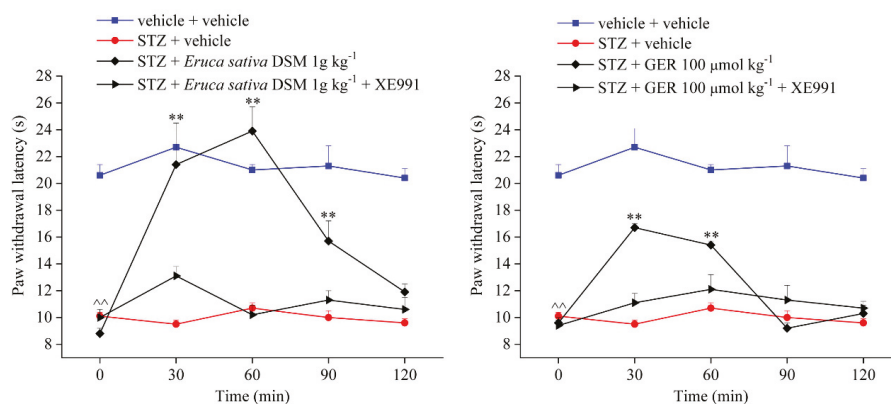 vehicle + vehicle
STZ + vehicle
STZ + Eruca sativa DSM 1g kg⁻¹
STZ + Eruca sativa DSM 1g kg⁻¹ + XE991
28
26
24
22
20
18
16
14
12
10
8
Paw withdrawal latency (s)
**
**
**
^^
0 30 60 90 120
Time (min)
vehicle + vehicle
STZ + vehicle
STZ + GER 100 µmol kg⁻¹
STZ + GER 100 µmol kg⁻¹ + XE991
28
26
24
22
20
18
16
14
12
10
8
Paw withdrawal latency (s)
**
**
^^
0 30 60 90 120
Time (min)